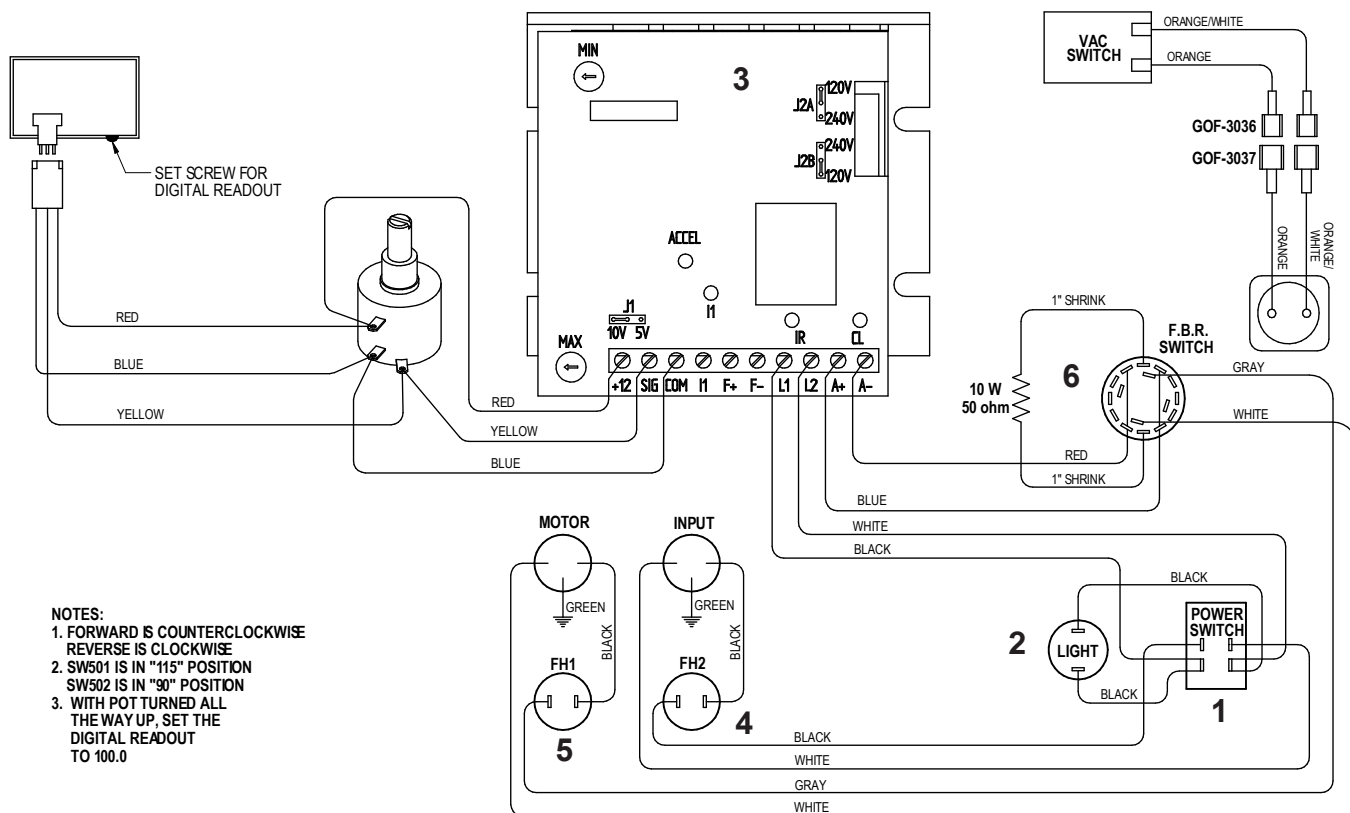 SET SCREW FOR
DIGITAL READOUT
RED
BLUE
YELLOW
MIN
3
J2A
120V
240V
J2B
240V
120V
ACCEL
I1
J1
10V 5V
IR
CL
MAX
+12 SIG COM I1 F+ F- L1 L2 A+ A-
RED
YELLOW
BLUE
VAC
SWITCH
ORANGE/WHITE
ORANGE
GOF-3036
GOF-3037
ORANGE
ORANGE/
WHITE
1" SHRINK
F.B.R.
SWITCH
6
10 W
50 ohm
GRAY
WHITE
RED
1" SHRINK
BLUE
WHITE
BLACK
MOTOR
INPUT
GREEN
BLACK
GREEN
BLACK
FH1
FH2
5
4
BLACK
2
LIGHT
BLACK
POWER
SWITCH
1
BLACK
WHITE
GRAY
WHITE
NOTES:
1. FORWARD IS COUNTERCLOCKWISE
REVERSE IS CLOCKWISE
2. SW501 IS IN "115" POSITION
SW502 IS IN "90" POSITION
3. WITH POT TURNED ALL
THE WAY UP, SET THE
DIGITAL READOUT
TO 100.0